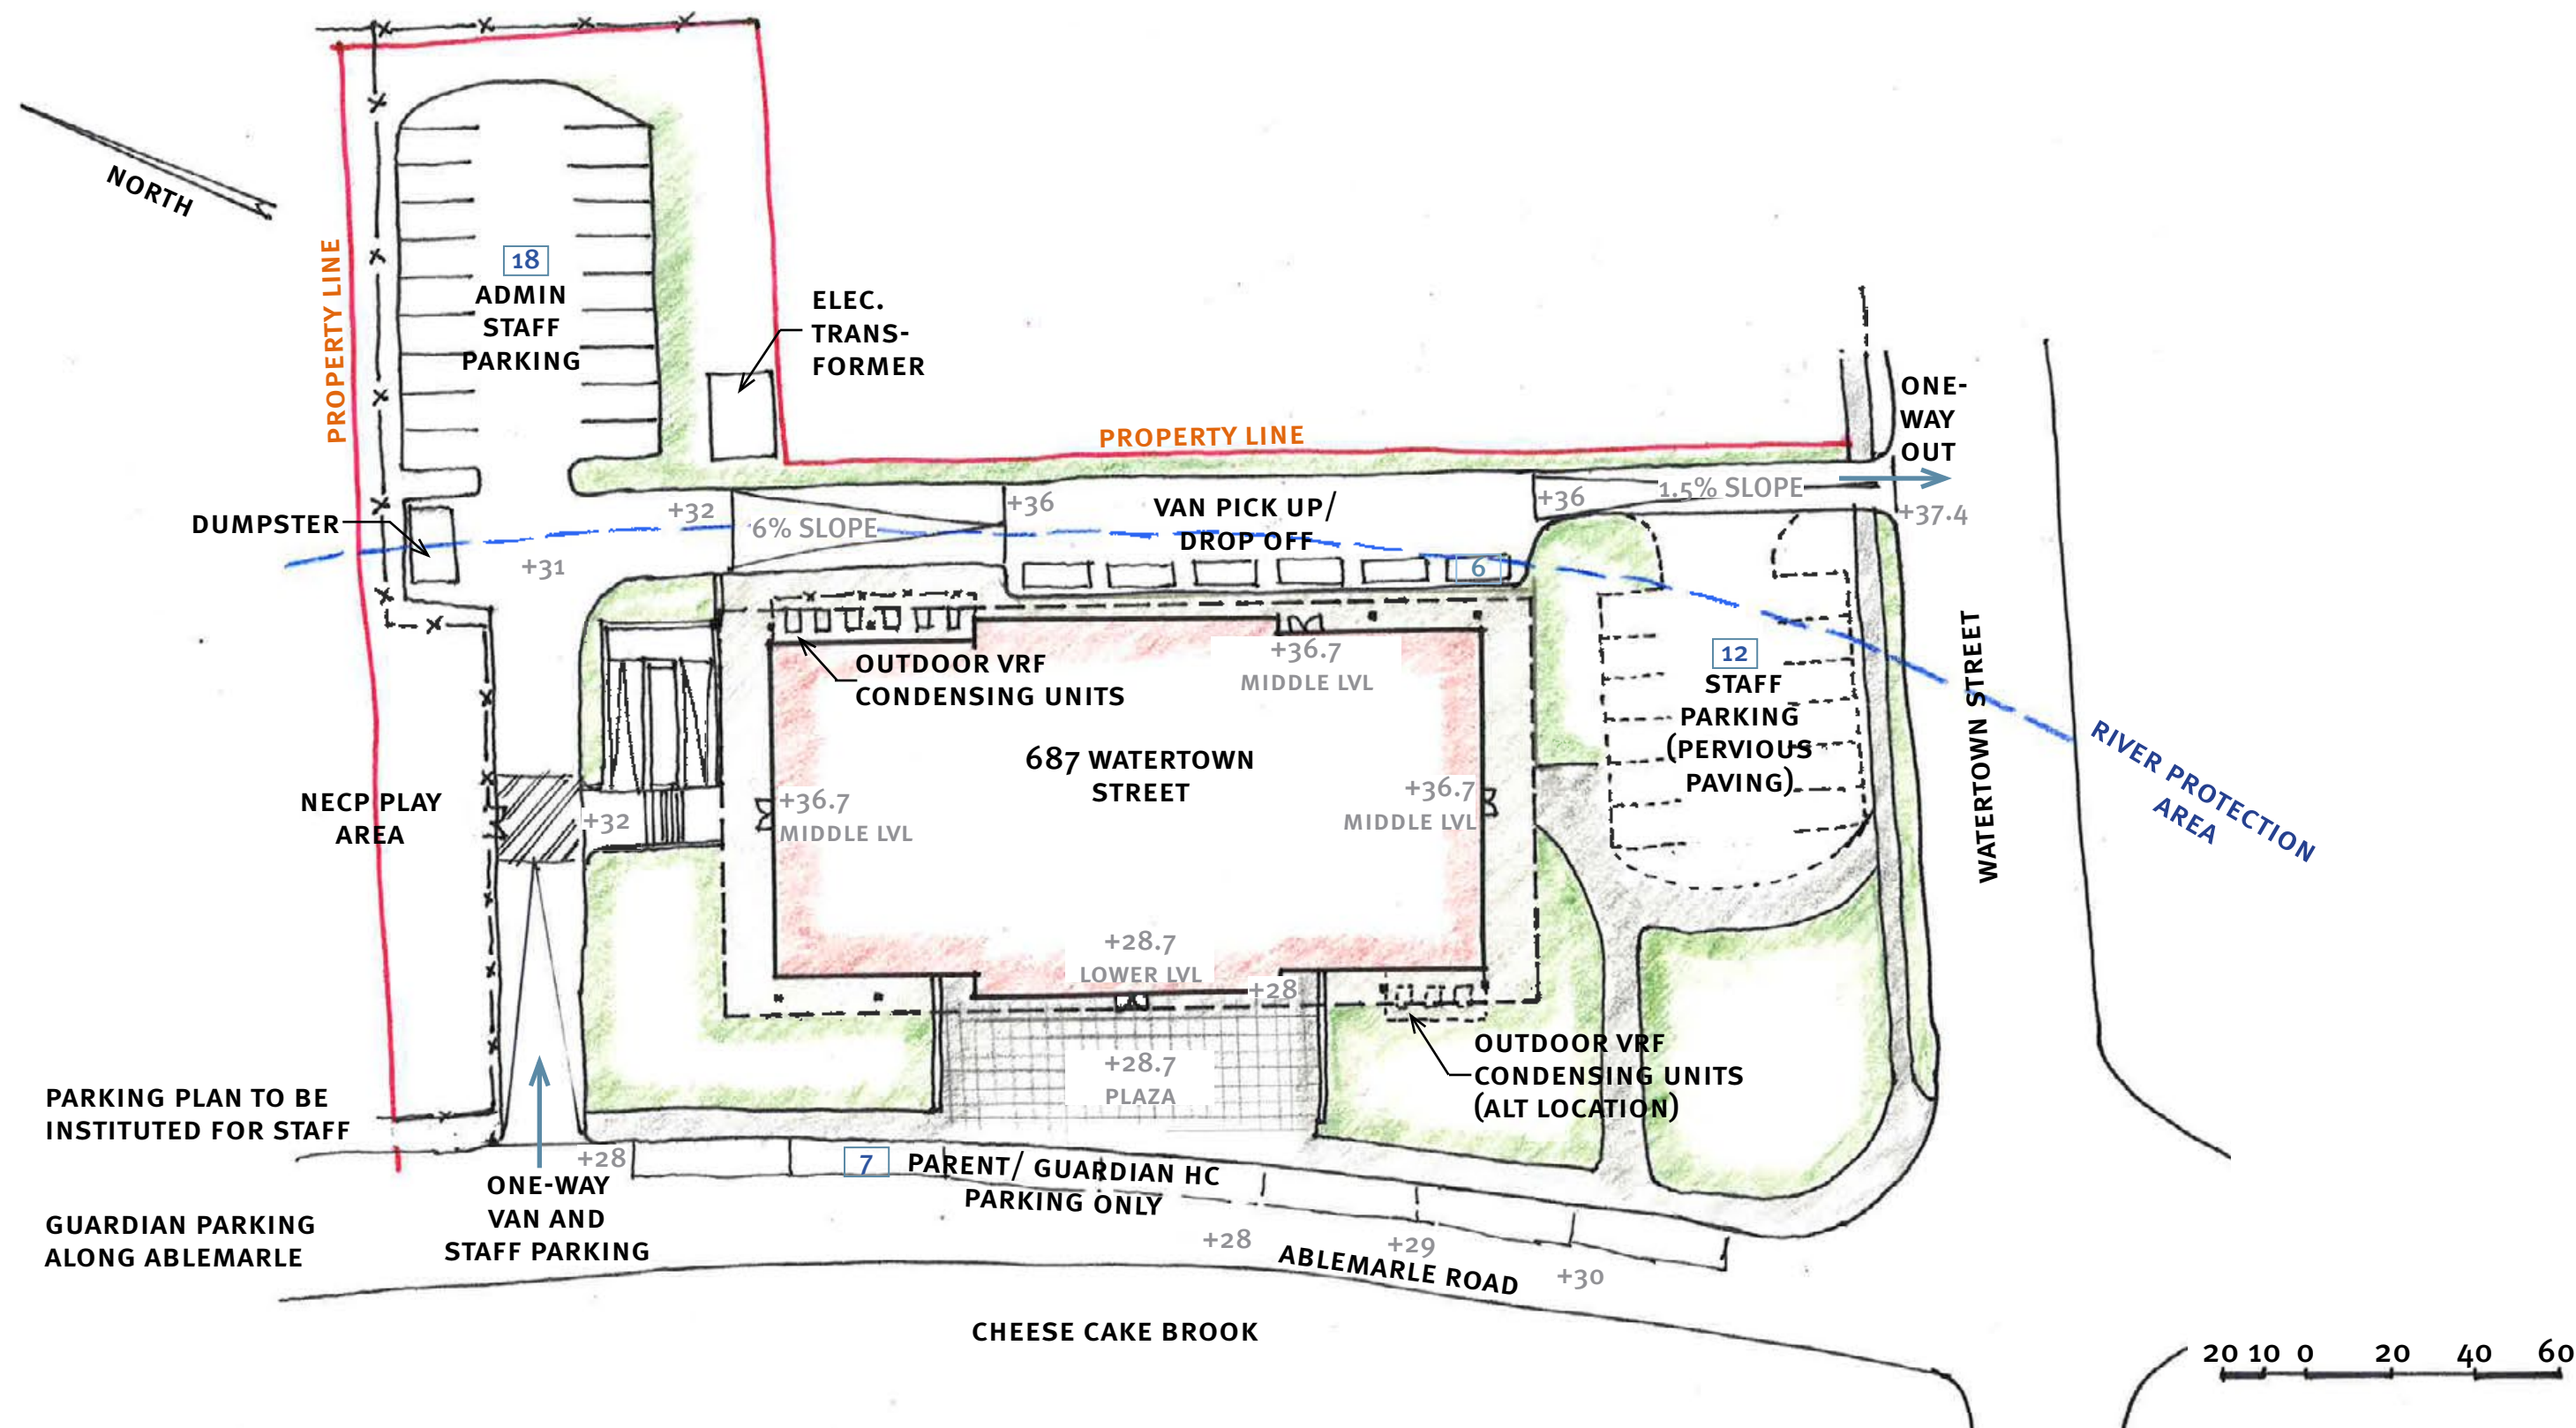 NORTH
PROPERTY LINE
18
ADMIN
STAFF
PARKING
ELEC.
TRANS-
FORMER
PROPERTY LINE
ONE-
WAY
OUT
DUMPSTER
+32
6% SLOPE
+36
VAN PICK UP/
DROP OFF
+36
1.5% SLOPE
+37.4
+31
6
OUTDOOR VRF
CONDENSING UNITS
+36.7
MIDDLE LVL
12
STAFF
PARKING
(PERVIOUS
PAVING)
WATERTOWN STREET
RIVER PROTECTION
AREA
687 WATERTOWN
STREET
NECP PLAY
AREA
+32
+36.7
MIDDLE LVL
+36.7
MIDDLE LVL
+28.7
LOWER LVL
+28
+28.7
PLAZA
OUTDOOR VRF
CONDENSING UNITS
(ALT LOCATION)
PARKING PLAN TO BE
INSTITUTED FOR STAFF
+28
7
PARENT/ GUARDIAN HC
PARKING ONLY
ONE-WAY
VAN AND
STAFF PARKING
GUARDIAN PARKING
ALONG ABLEMARLE
+28
+29
+30
ABLEMARLE ROAD
CHEESE CAKE BROOK
20 10 0 20 40 60